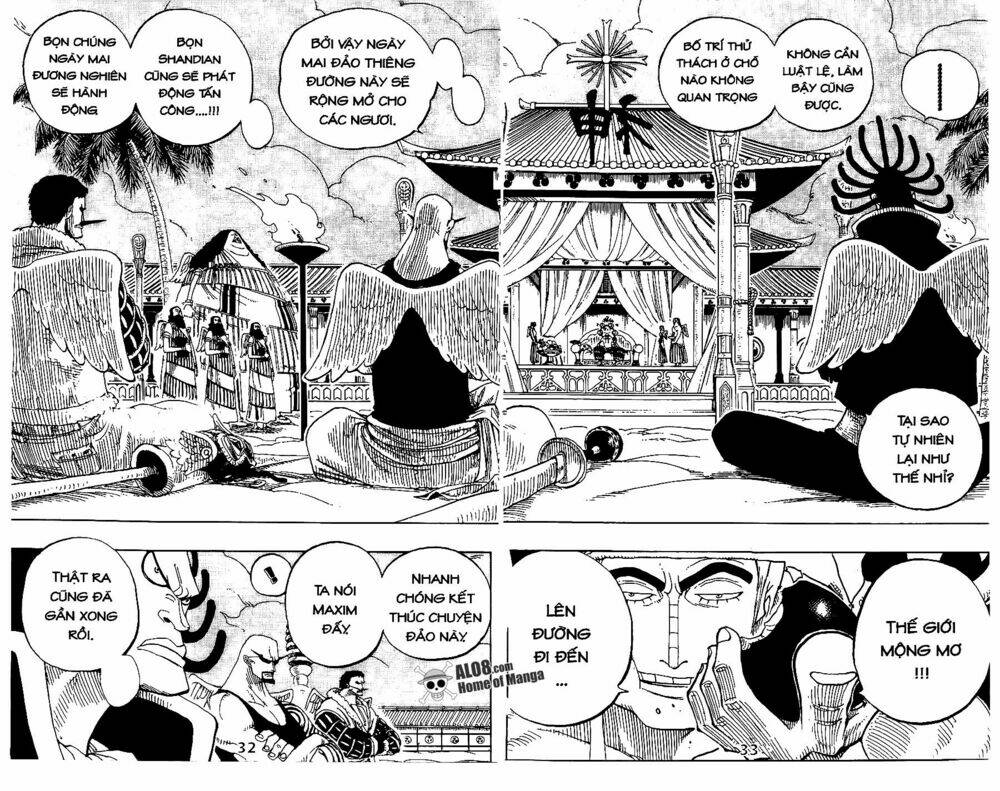 BỌN CHÚNG
NGÀY MAI
ĐƯƠNG NGHIÊN
SẼ HÀNH
ĐỘNG.
BỌN
SHANDIAN
CŨNG SẼ PHÁT
ĐỘNG TẤN
CÔNG....!!!
BỞI VẬY NGÀY
MAI ĐẢO THIÊNG
ĐƯỜNG NÀY SẼ
RỘNG MỞ CHO
CÁC NGƯƠI.
BỐ TRÍ THỬ
THÁCH Ở CHỔ
NÀO KHÔNG
QUAN TRỌNG
KHÔNG CẦN
LUẬT LỆ, LÀM
BẬY CŨNG
ĐƯỢC.
TẠI SAO
TỰ NHIÊN
LẠI NHƯ
THẾ NHỈ?
THẬT RA
CŨNG ĐÃ
GẦN XONG
RỒI.
TA NÓI
MAXIM
ĐẤY.
NHANH
CHÓNG KẾT
THÚC CHUYỆN
ĐẢO NÀY.
LÊN
ĐƯỜNG
ĐI ĐẾN
...
THẾ GIỚI
MỘNG MƠ
!!!
ALO8.com
Home of Manga
32
33